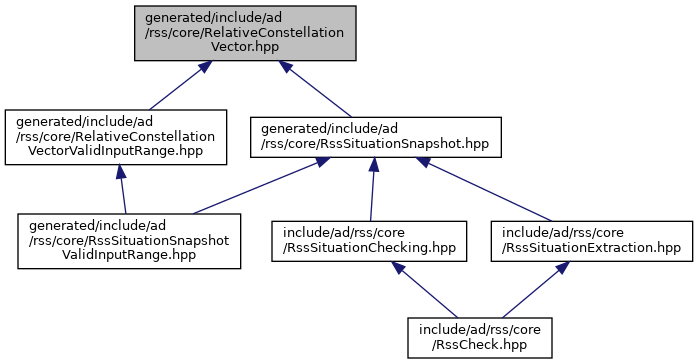 generated/include/ad
/rss/core/RelativeConstellation
Vector.hpp
generated/include/ad
/rss/core/RelativeConstellation
VectorValidInputRange.hpp
generated/include/ad
/rss/core/RssSituationSnapshot.hpp
generated/include/ad
/rss/core/RssSituationSnapshot
ValidInputRange.hpp
include/ad/rss/core
/RssSituationChecking.hpp
include/ad/rss/core
/RssSituationExtraction.hpp
include/ad/rss/core
/RssCheck.hpp